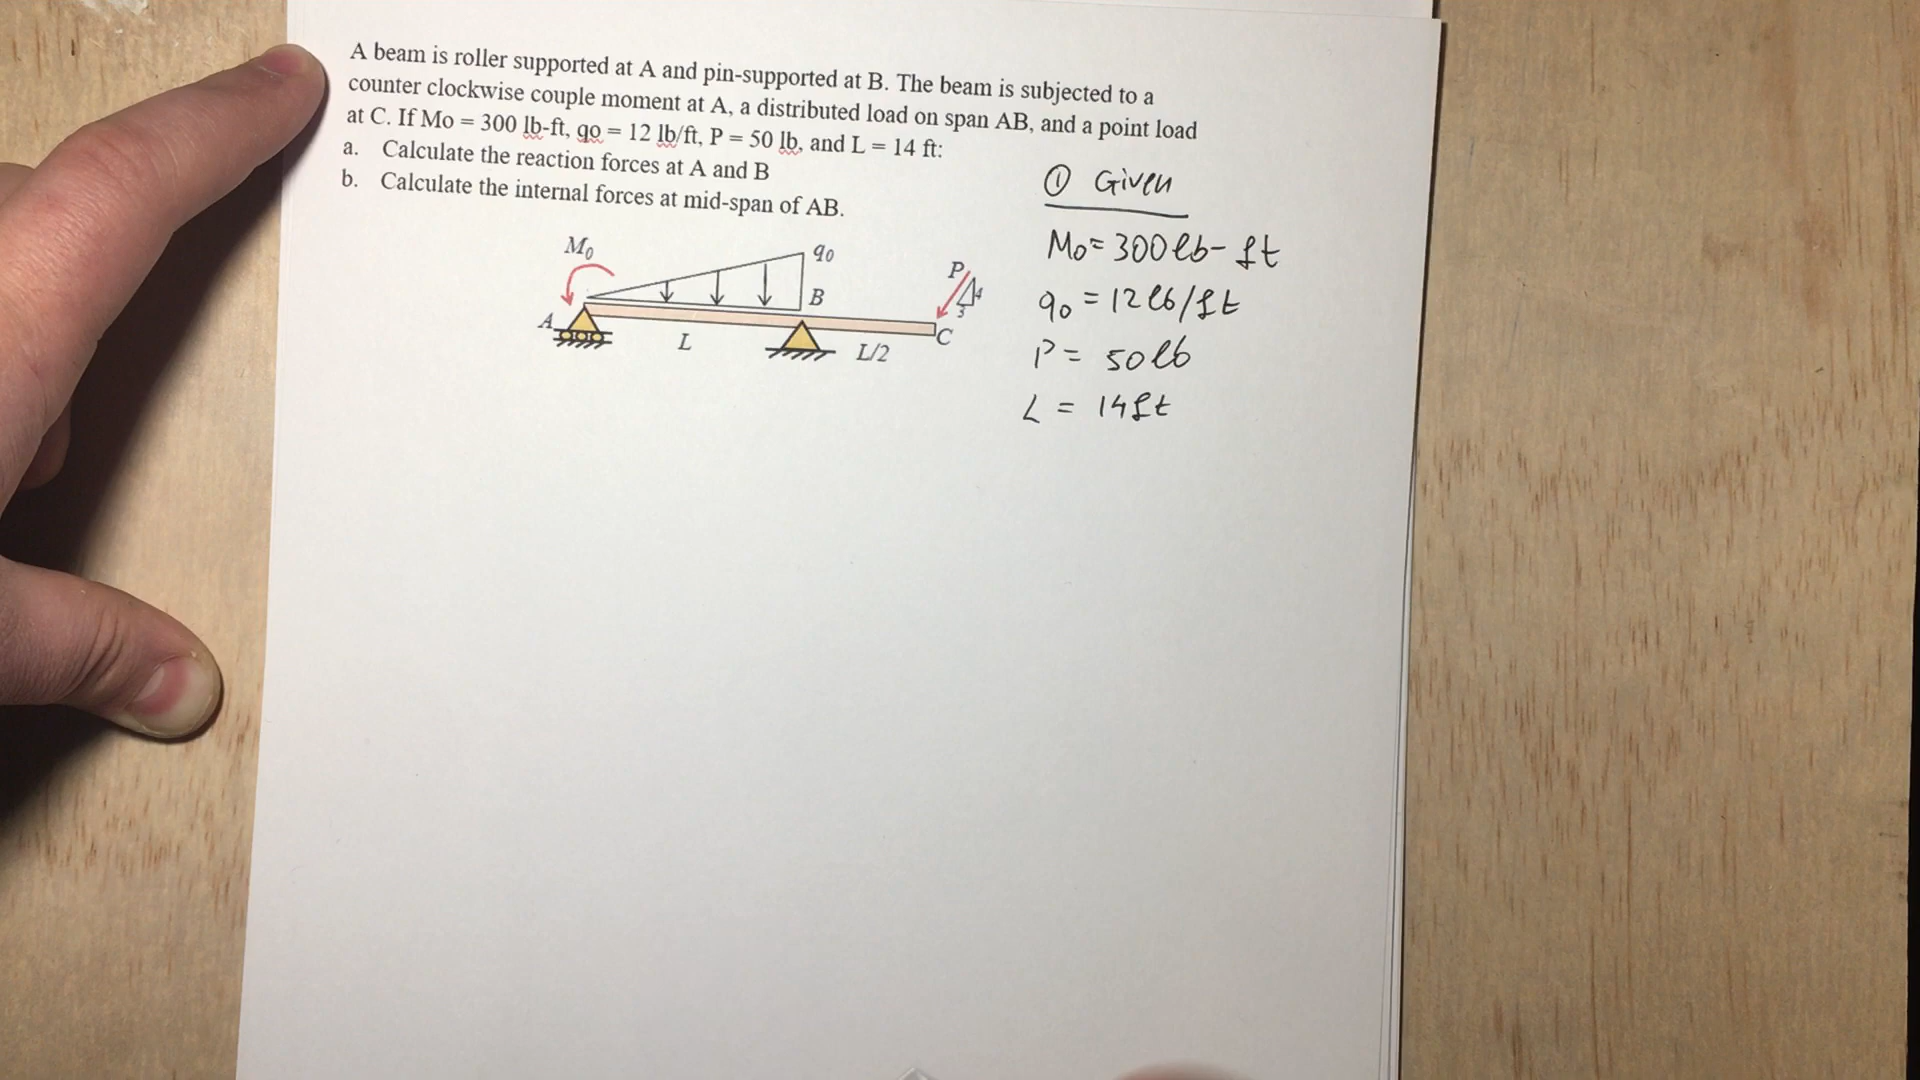 A beam is roller supported at A and pin-supported at B. The beam is subjected to a
counter clockwise couple moment at A, a distributed load on span AB, and a point load
at C. If Mo = 300 lb-ft, qo = 12 lb/ft, P = 50 lb, and L = 14 ft:
a. Calculate the reaction forces at A and B
b. Calculate the internal forces at mid-span of AB.
① Given
Mo = 300 lb-ft
qo = 12 lb/ft
P = 50 lb
L = 14 ft
M0
q0
P
4
3
B
A
C
L
L/2